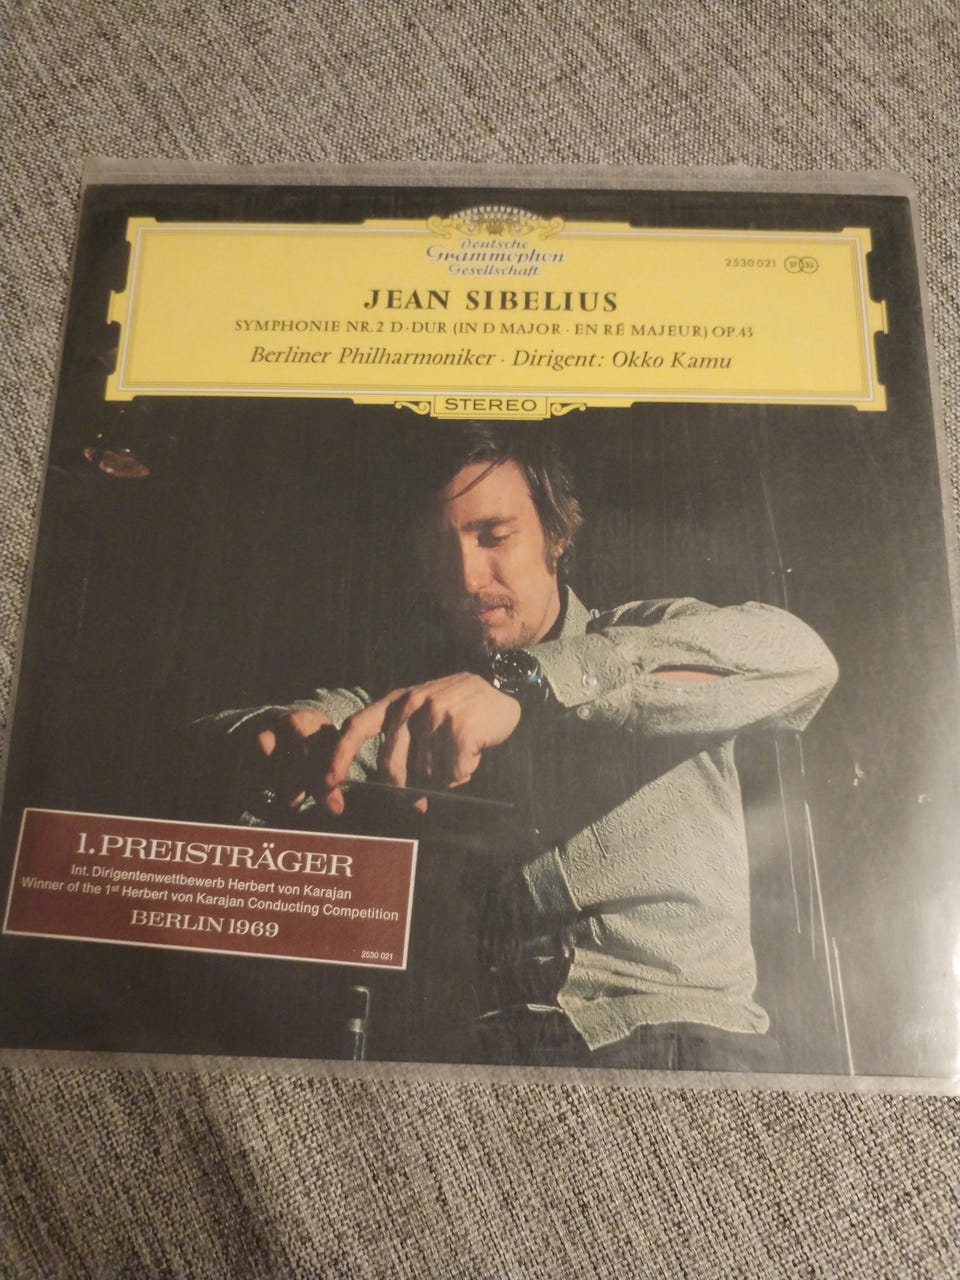 Deutsche
Grammophon
Gesellschaft
2530 021 ST 33
JEAN SIBELIUS
SYMPHONIE NR. 2 D-DUR (IN D MAJOR · EN RÉ MAJEUR) OP. 43
Berliner Philharmoniker · Dirigent: Okko Kamu
STEREO
1. PREISTRÄGER
Int. Dirigentenwettbewerb Herbert von Karajan
Winner of the 1st Herbert von Karajan Conducting Competition
BERLIN 1969
2530 021